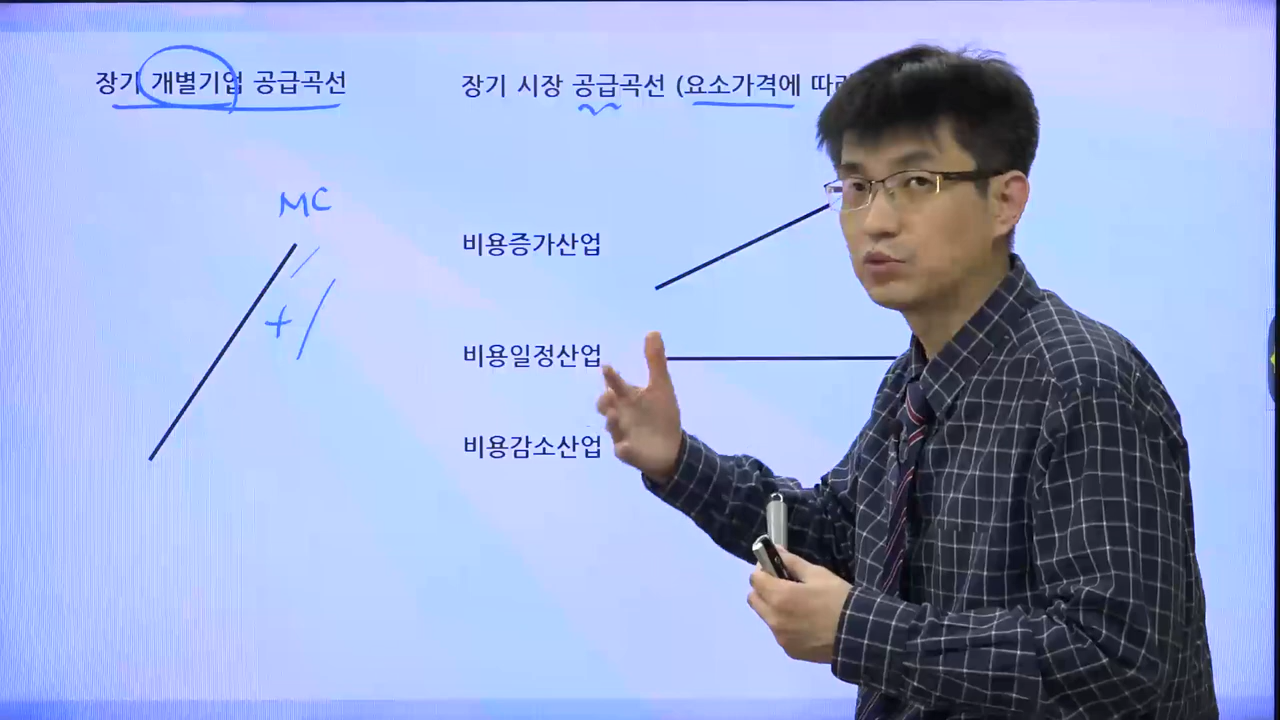 장기 개별기업 공급곡선
장기 시장 공급곡선 (요소가격에
MC
+
비용증가산업
비용일정산업
비용감소산업